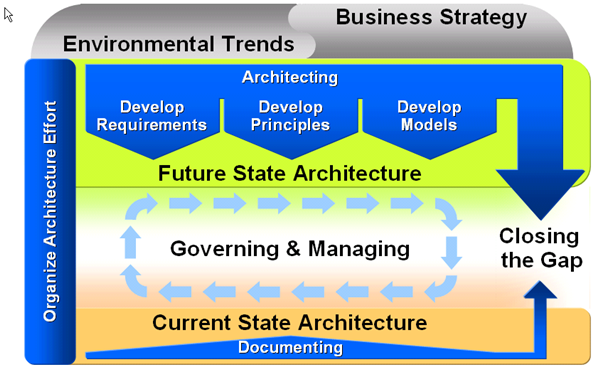 Business Strategy
Environmental Trends
Organize Architecture Effort
Architecting
Develop
Requirements
Develop
Principles
Develop
Models
Future State Architecture
Governing & Managing
Closing
the Gap
Current State Architecture
Documenting